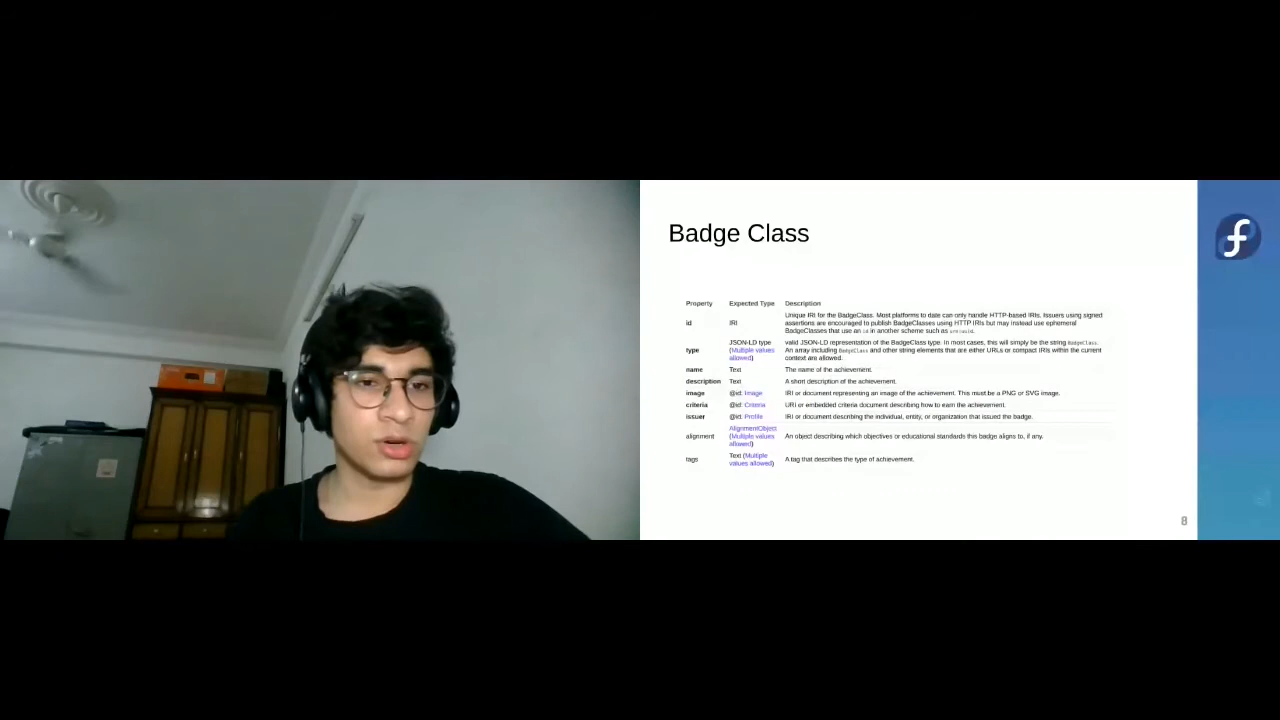 Badge Class
Property Expected Type Description
id IRI Unique IRI for the BadgeClass. Most platforms to date can only handle HTTP-based IRIs. Issuers using signed
assertions are encouraged to publish BadgeClasses using HTTP IRIs but may instead use ephemeral
BadgeClasses that use an id in another scheme such as urn:uuid.
type JSON-LD type (Multiple values allowed) valid JSON-LD representation of the BadgeClass type. In most cases, this will simply be the string BadgeClass.
An array including BadgeClass and other string elements that are either URLs or compact IRIs within the current
context are allowed.
name Text The name of the achievement.
description Text A short description of the achievement.
image @id: Image IRI or document representing an image of the achievement. This must be a PNG or SVG image.
criteria @id: Criteria URI or embedded criteria document describing how to earn the achievement.
issuer @id: Profile IRI or document describing the individual, entity, or organization that issued the badge.
alignment AlignmentObject (Multiple values allowed) An object describing which objectives or educational standards this badge aligns to, if any.
tags Text (Multiple values allowed) A tag that describes the type of achievement.
8